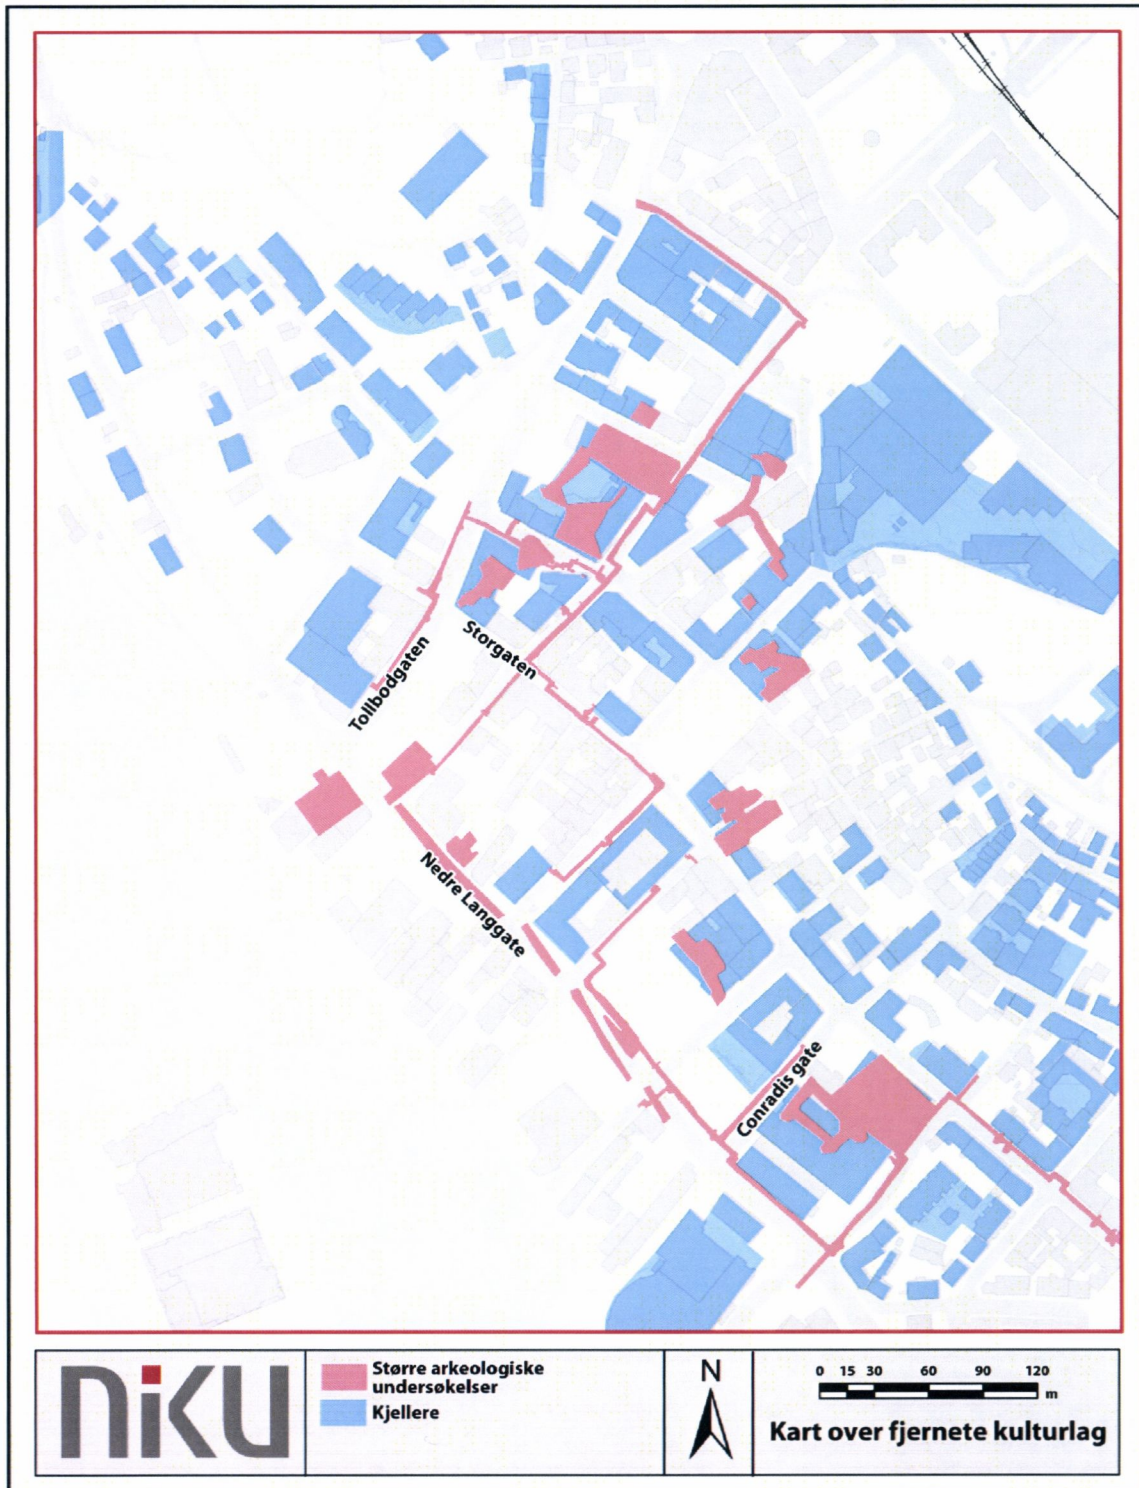 Storgaten
Tollbodgaten
Nedre Langgate
Conradis gate
niku
Større arkeologiske
undersøkelser
Kjellere
N
0 15 30 60 90 120
m
Kart over fjernete kulturlag